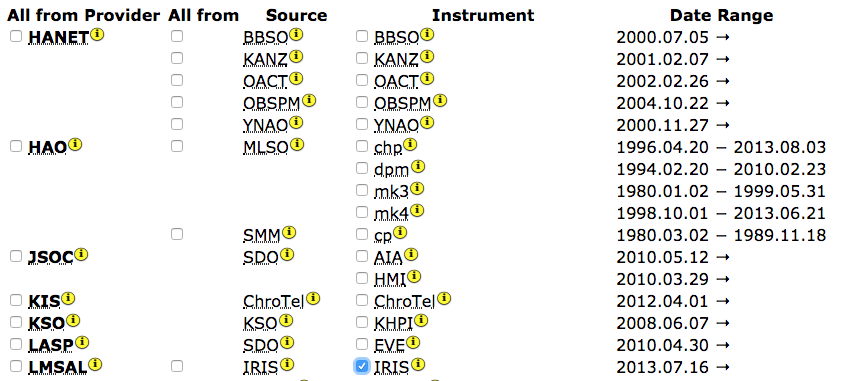 All from Provider All from Source Instrument Date Range
HANET BBSO BBSO 2000.07.05 →
KANZ KANZ 2001.02.07 →
OACT OACT 2002.02.26 →
OBSPM OBSPM 2004.10.22 →
YNAO YNAO 2000.11.27 →
HAO MLSO chp 1996.04.20 – 2013.08.03
dpm 1994.02.20 – 2010.02.23
mk3 1980.01.02 – 1999.05.31
mk4 1998.10.01 – 2013.06.21
SMM cp 1980.03.02 – 1989.11.18
JSOC SDO AIA 2010.05.12 →
HMI 2010.03.29 →
KIS ChroTel ChroTel 2012.04.01 →
KSO KSO KHPI 2008.06.07 →
LASP SDO EVE 2010.04.30 →
LMSAL IRIS IRIS 2013.07.16 →